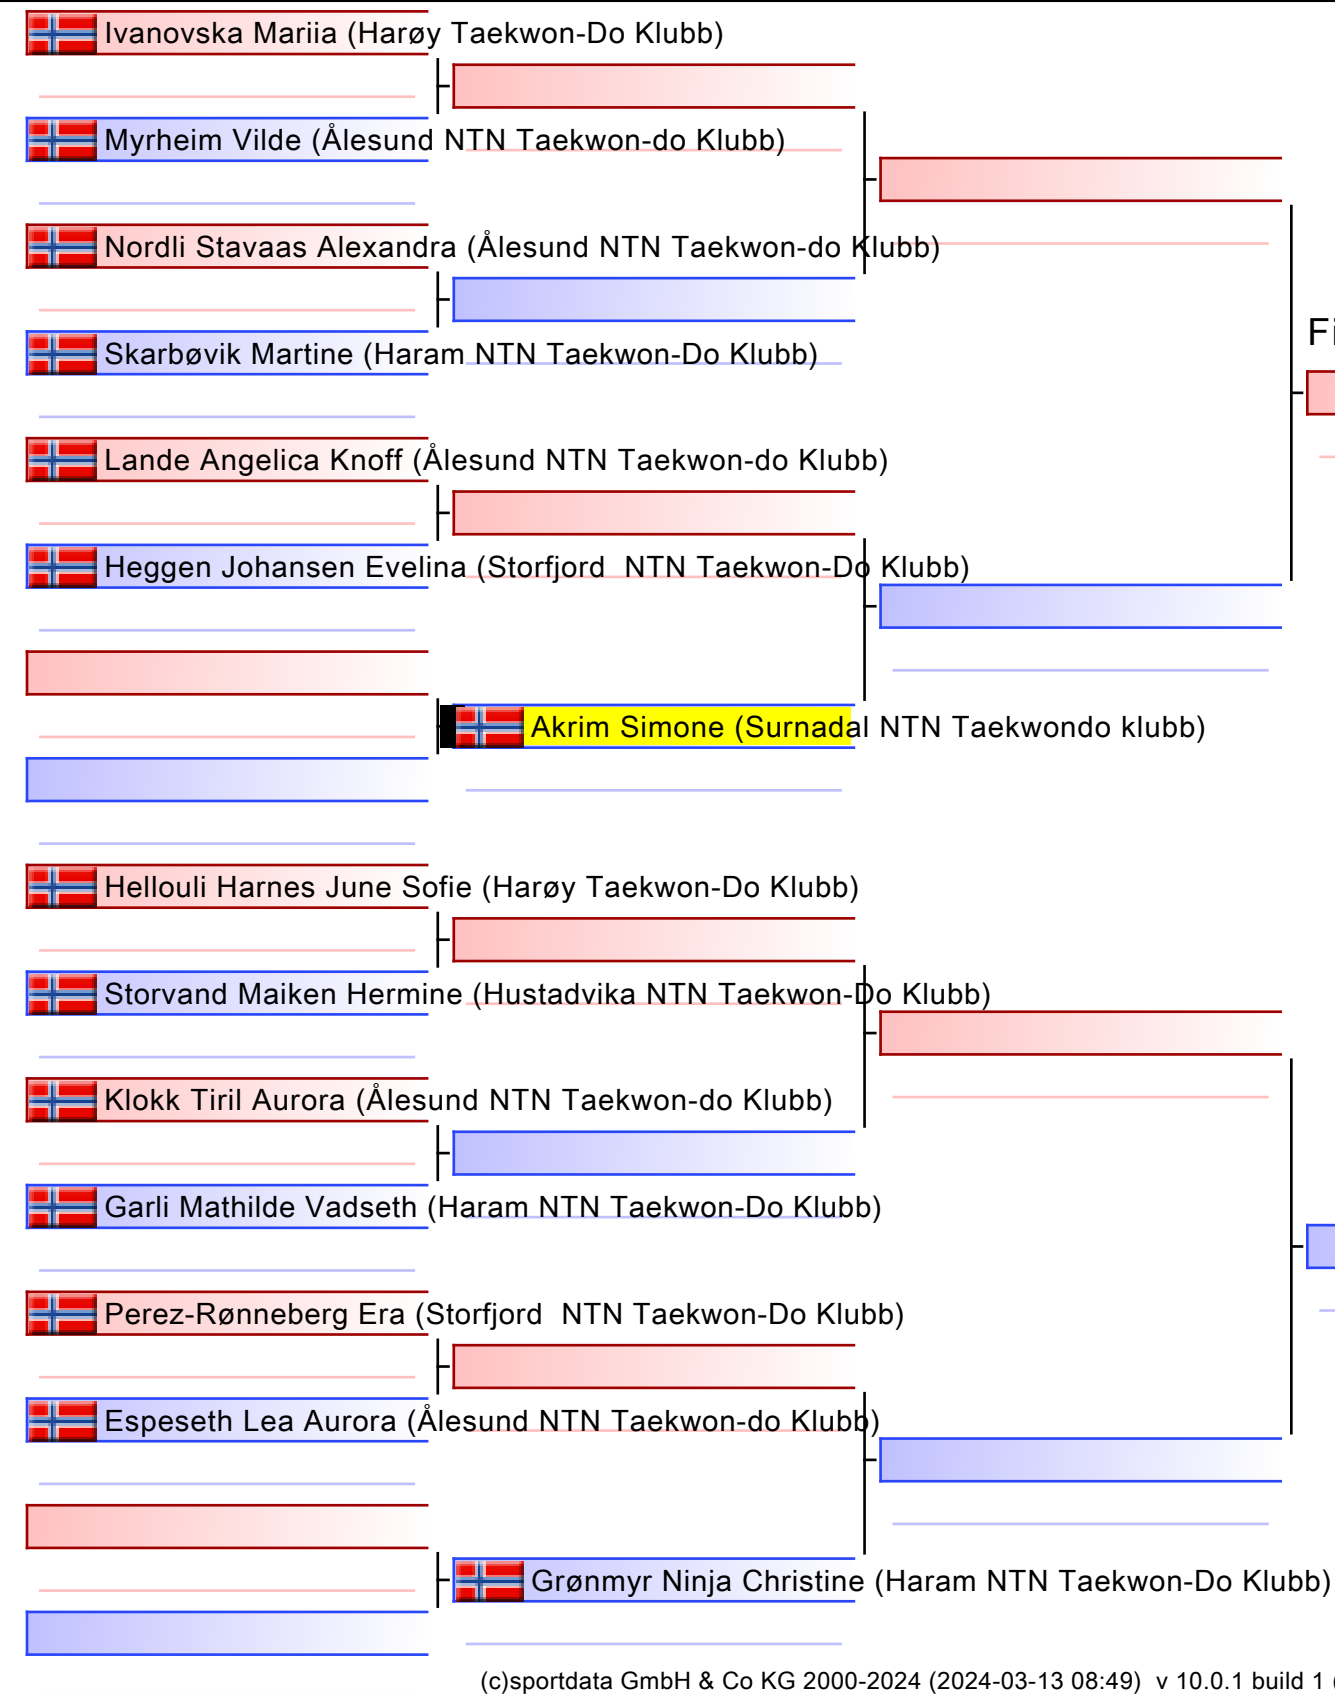 Ivanovska Mariia (Harøy Taekwon-Do Klubb)
Myrheim Vilde (Ålesund NTN Taekwon-do Klubb)
Nordli Stavaas Alexandra (Ålesund NTN Taekwon-do Klubb)
Fi
Skarbøvik Martine (Haram NTN Taekwon-Do Klubb)
Lande Angelica Knoff (Ålesund NTN Taekwon-do Klubb)
Heggen Johansen Evelina (Storfjord  NTN Taekwon-Do Klubb)
Akrim Simone (Surnadal NTN Taekwondo klubb)
Hellouli Harnes June Sofie (Harøy Taekwon-Do Klubb)
Storvand Maiken Hermine (Hustadvika NTN Taekwon-Do Klubb)
Klokk Tiril Aurora (Ålesund NTN Taekwon-do Klubb)
Garli Mathilde Vadseth (Haram NTN Taekwon-Do Klubb)
Perez-Rønneberg Era (Storfjord  NTN Taekwon-Do Klubb)
Espeseth Lea Aurora (Ålesund NTN Taekwon-do Klubb)
Grønmyr Ninja Christine (Haram NTN Taekwon-Do Klubb)
(c)sportdata GmbH & Co KG 2000-2024 (2024-03-13 08:49)  v 10.0.1 build 1 (